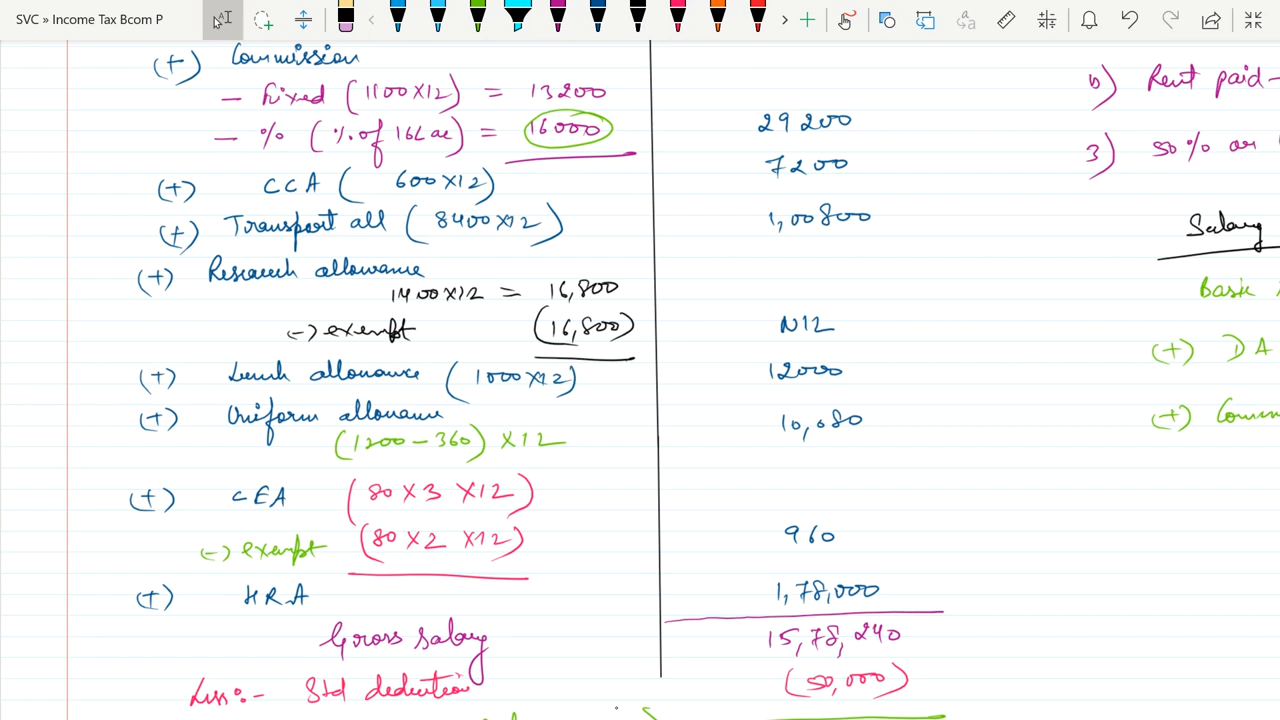 SVC » Income Tax Bcom P
(+) Commission
- Fixed (1100×12) = 13200
- % (% of 16Lac) = 16000
29200
(+) CCA ( 600×12)
7200
(+) Transport all (8400×12)
1,00800
(+) Research allowance
1400×12 = 16,800
(-) exempt (16,800)
Nil
(+) Lunch allowance (1000×12)
12000
(+) Uniform allowance
10,080
(1200-360) ×12
(+) CEA (80×3 ×12)
(-) exempt (80×2 ×12)
960
(+) HRA
1,78,000
Gross Salary
15,78,240
Less:- Std deduction
(50,000)
b) Rent paid-
3) 50% or
Salary
Basic
(+) DA
(+) Comm